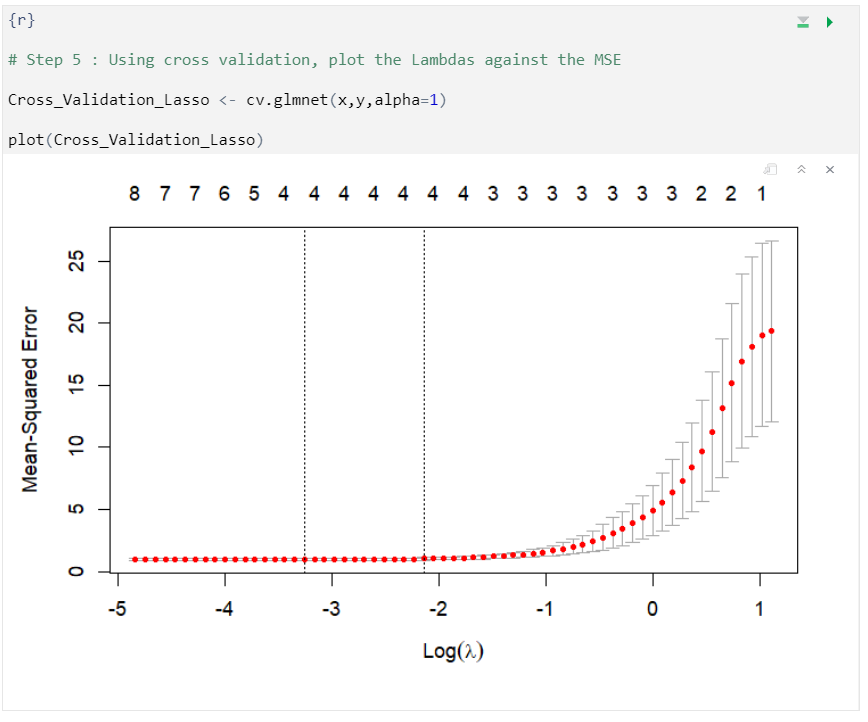 {r}
# Step 5 : Using cross validation, plot the Lambdas against the MSE
Cross_Validation_Lasso <- cv.glmnet(x,y,alpha=1)
plot(Cross_Validation_Lasso)
8 7 7 6 5 4 4 4 4 4 4 4 3 3 3 3 3 3 3 2 2 1
Mean-Squared Error
25
20
15
10
5
0
-5 -4 -3 -2 -1 0 1
Log(λ)